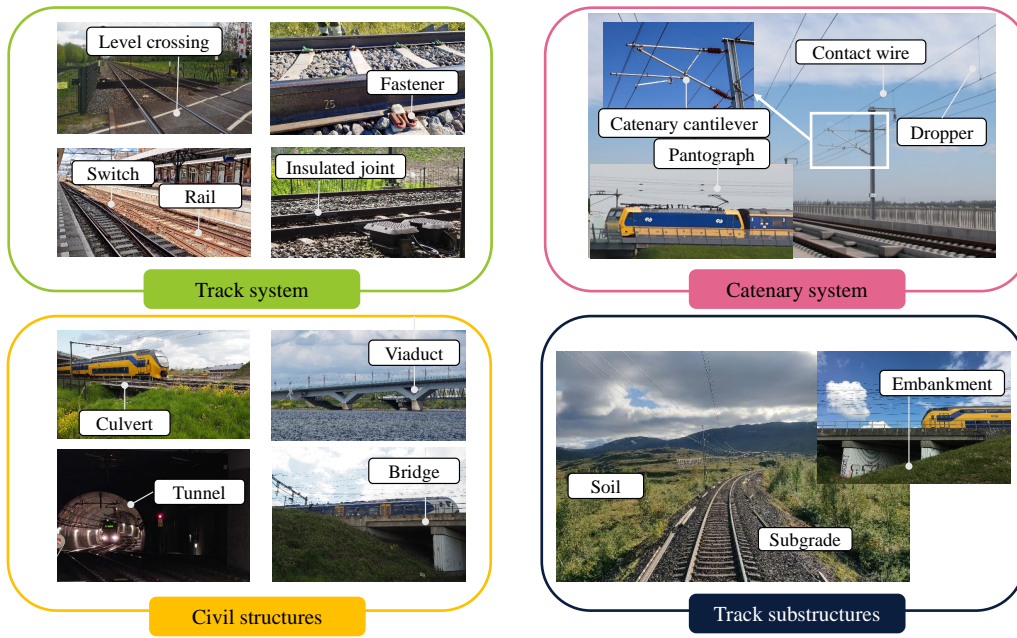 Level crossing
Fastener
Switch
Rail
Insulated joint
25
Track system
Contact wire
Catenary cantilever
Dropper
Pantograph
Catenary system
Culvert
Viaduct
Tunnel
Bridge
Civil structures
Embankment
Soil
Subgrade
Track substructures